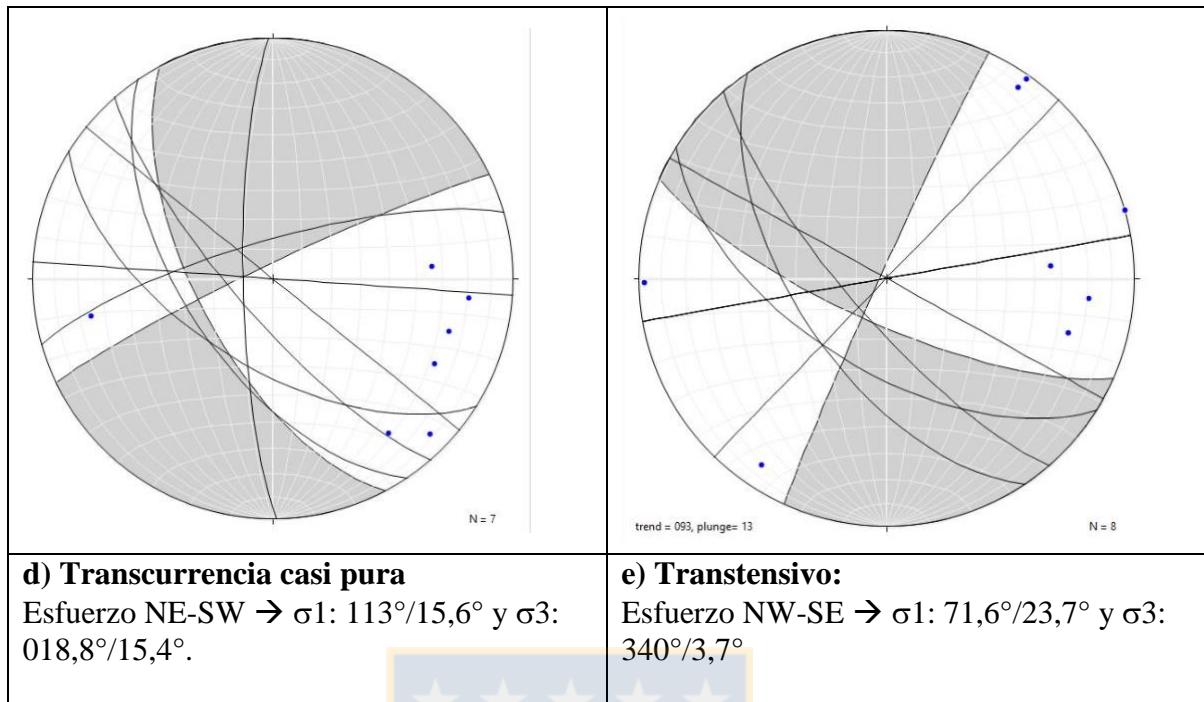 N = 7
trend = 093, plunge= 13
N = 8
d) Transcurrencia casi pura
Esfuerzo NE-SW → σ1: 113°/15,6° y σ3:
018,8°/15,4°.
e) Transtensivo:
Esfuerzo NW-SE → σ1: 71,6°/23,7° y σ3:
340°/3,7°